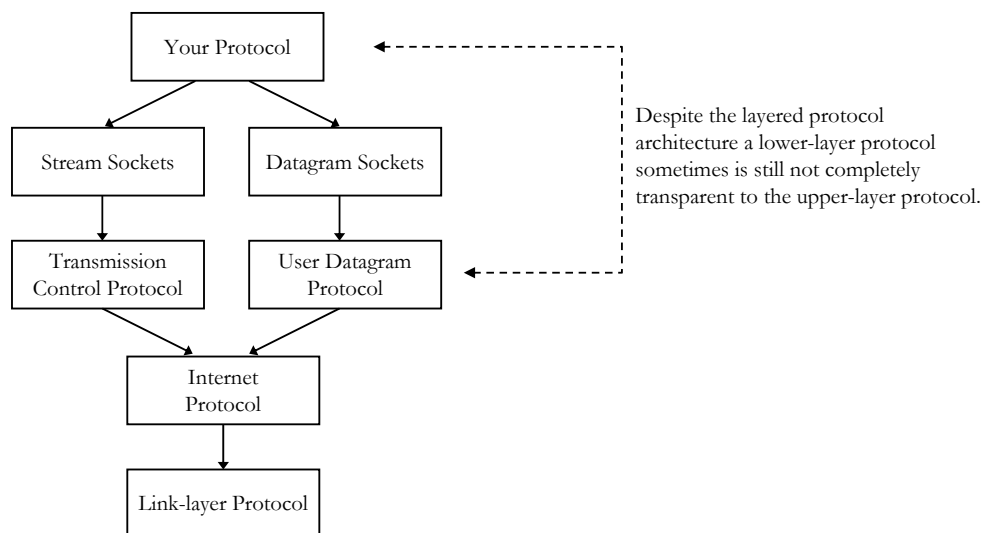 Your Protocol
Stream Sockets
Datagram Sockets
Despite the layered protocol
architecture a lower-layer protocol
sometimes is still not completely
transparent to the upper-layer protocol.
Transmission
Control Protocol
User Datagram
Protocol
Internet
Protocol
Link-layer Protocol